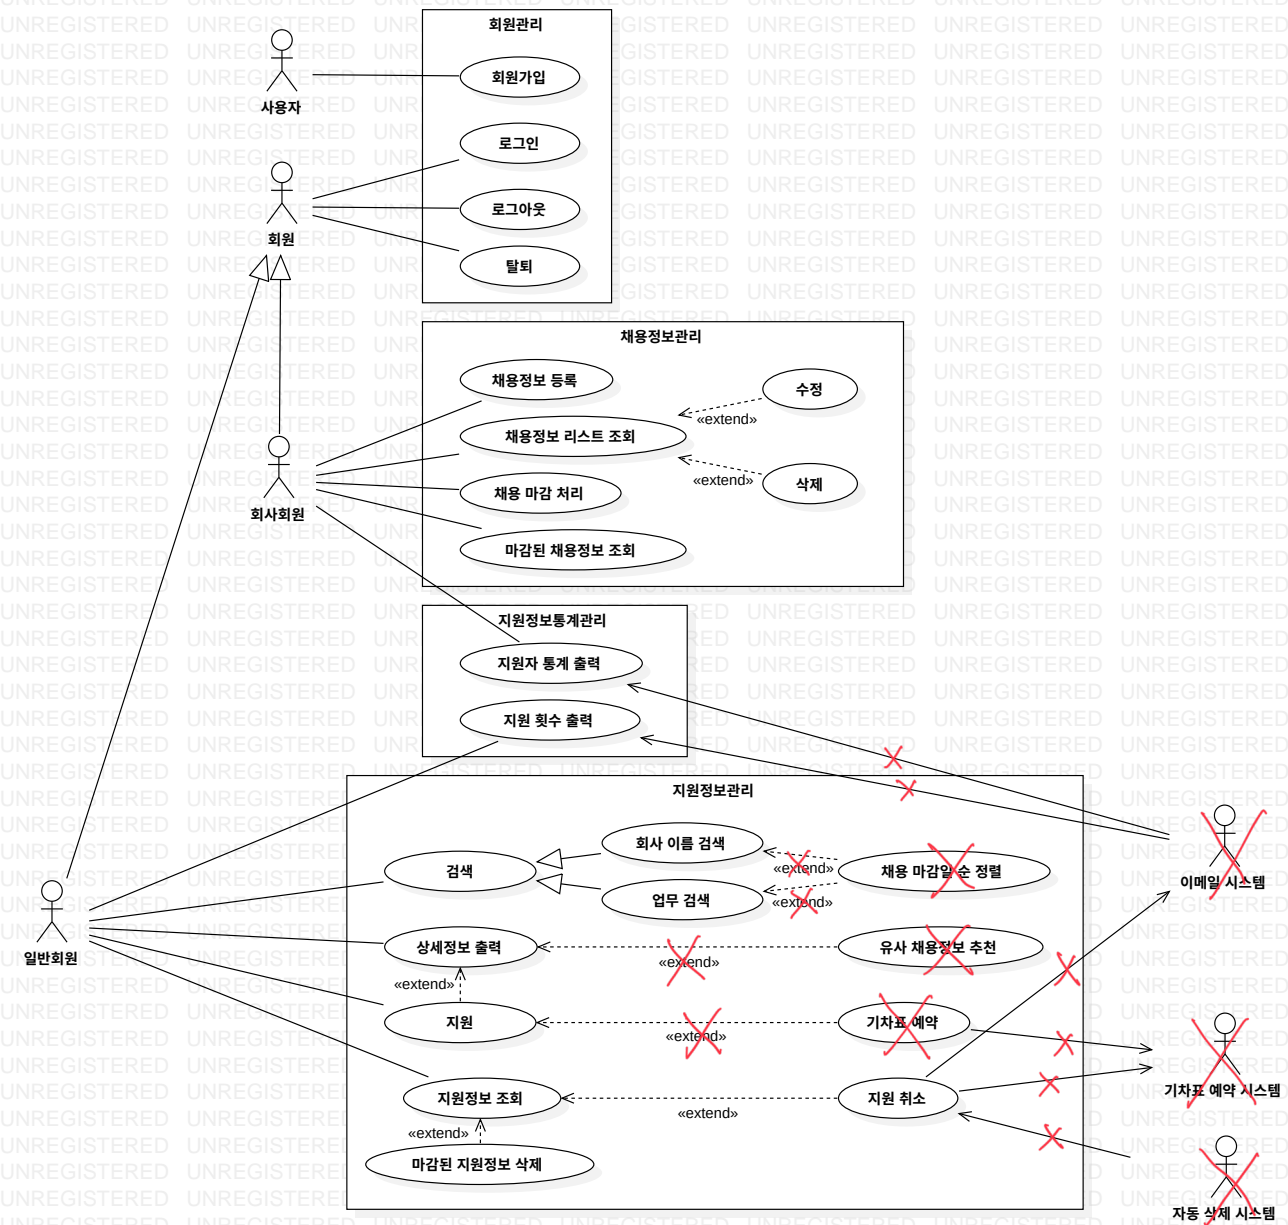 회원관리
회원가입
사용자
로그인
로그아웃
회원
탈퇴
채용정보관리
채용정보 등록
수정
«extend»
채용정보 리스트 조회
«extend»
삭제
채용 마감 처리
회사회원
마감된 채용정보 조회
지원정보통계관리
지원자 통계 출력
지원 횟수 출력
지원정보관리
회사 이름 검색
검색
«extend»
채용 마감일 순 정렬
이메일 시스템
업무 검색
«extend»
상세정보 출력
유사 채용정보 추천
일반회원
«extend»
«extend»
지원
기차표 예약
«extend»
기차표 예약 시스템
지원정보 조회
지원 취소
«extend»
«extend»
마감된 지원정보 삭제
자동 삭제 시스템
UNREGISTERED